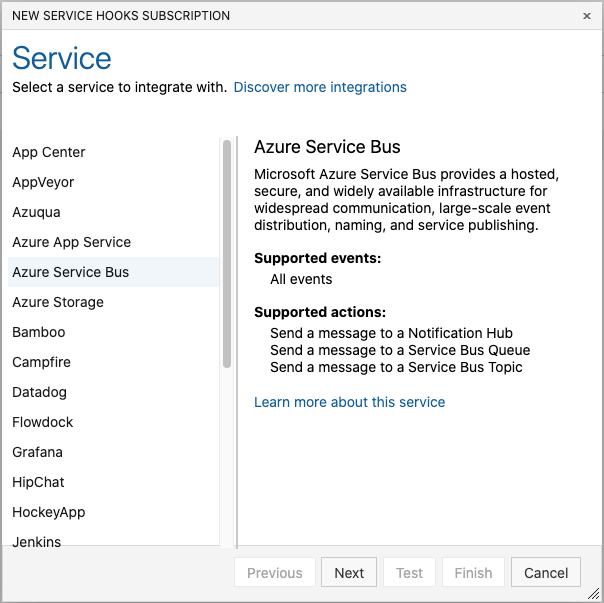 NEW SERVICE HOOKS SUBSCRIPTION
×
Service
Select a service to integrate with. Discover more integrations
App Center
AppVeyor
Azuqua
Azure App Service
Azure Service Bus
Azure Storage
Bamboo
Campfire
Datadog
Flowdock
Grafana
HipChat
HockeyApp
Jenkins
Azure Service Bus
Microsoft Azure Service Bus provides a hosted,
secure, and widely available infrastructure for
widespread communication, large-scale event
distribution, naming, and service publishing.
Supported events:
All events
Supported actions:
Send a message to a Notification Hub
Send a message to a Service Bus Queue
Send a message to a Service Bus Topic
Learn more about this service
Previous Next Test Finish Cancel